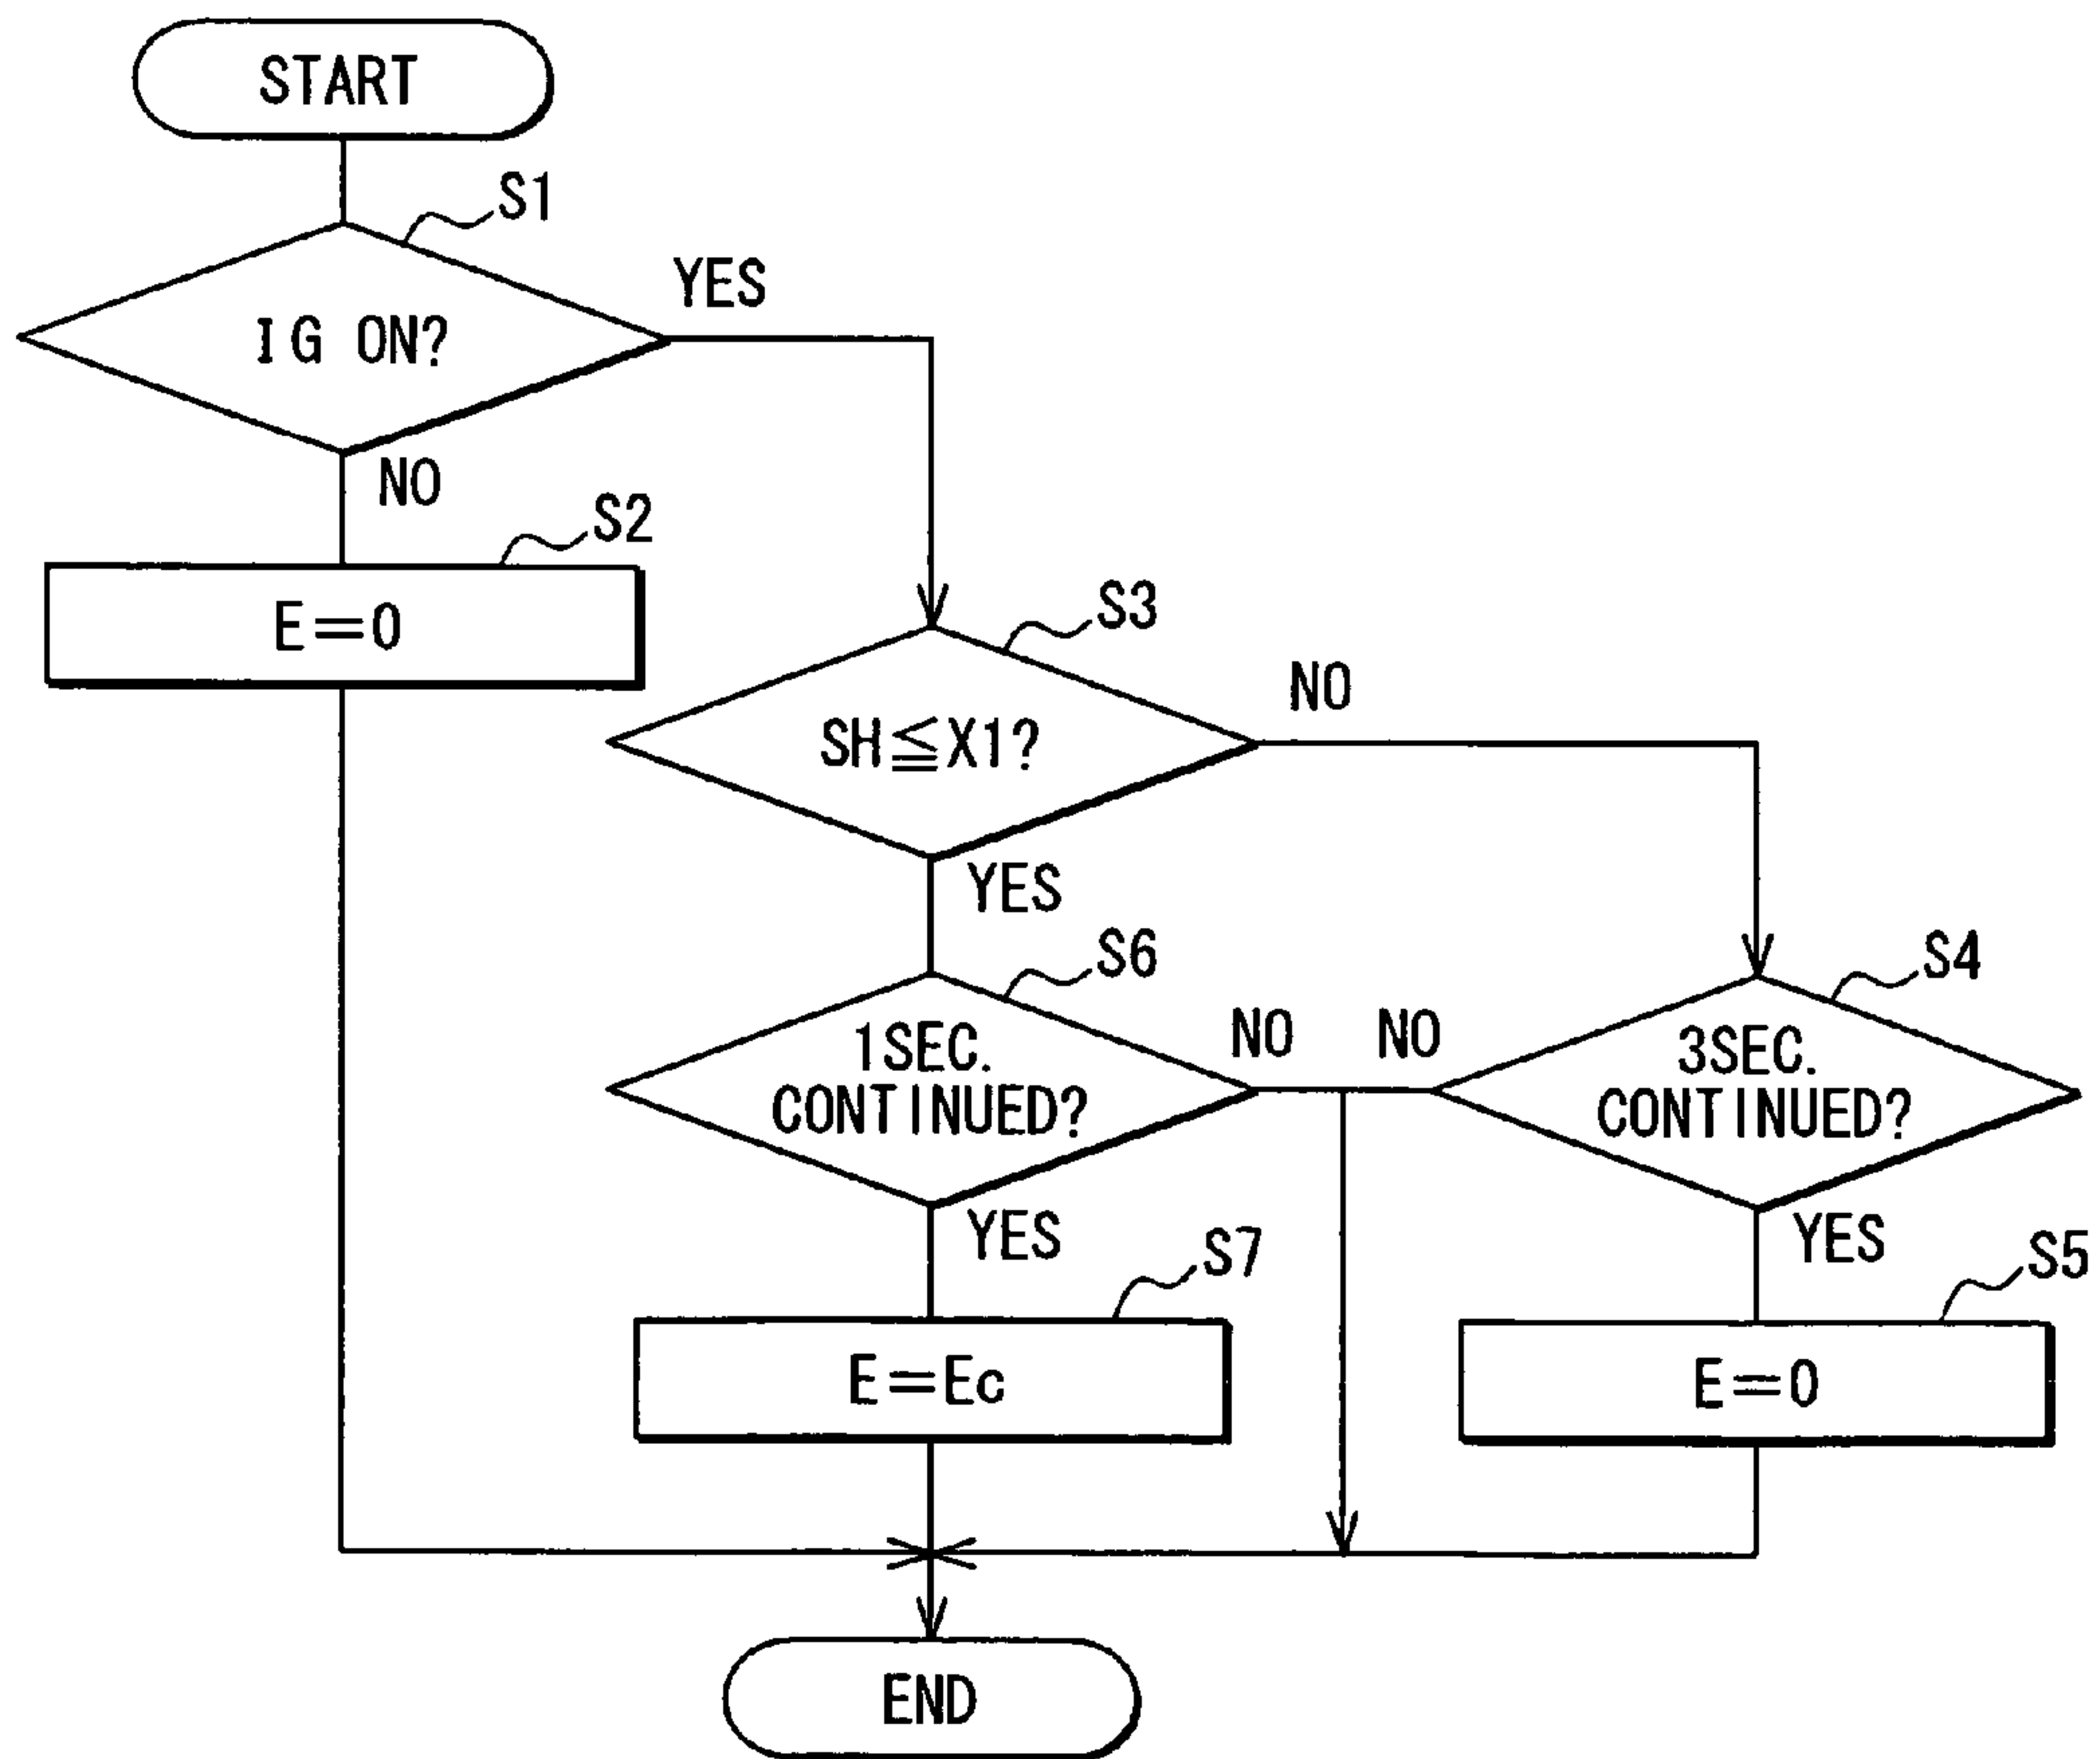 START
S1
IG ON?
YES
NO
S2
E=0
S3
SH≦X1?
NO
YES
S6
1SEC.
CONTINUED?
NO
NO
S4
3SEC.
CONTINUED?
YES
S7
E=Ec
YES
S5
E=0
END